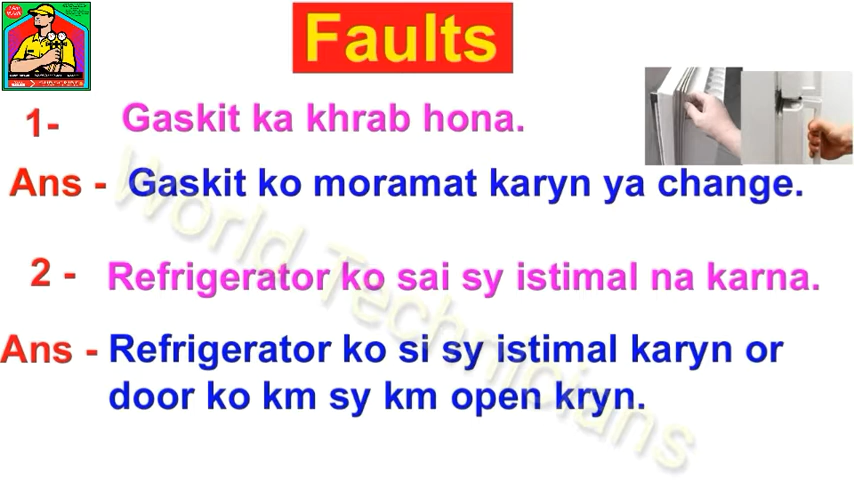 Faults
1- Gaskit ka khrab hona.
Ans - Gaskit ko moramat karyn ya change.
2 - Refrigerator ko sai sy istimal na karna.
Ans - Refrigerator ko si sy istimal karyn or
door ko km sy km open kryn.
World Technicians